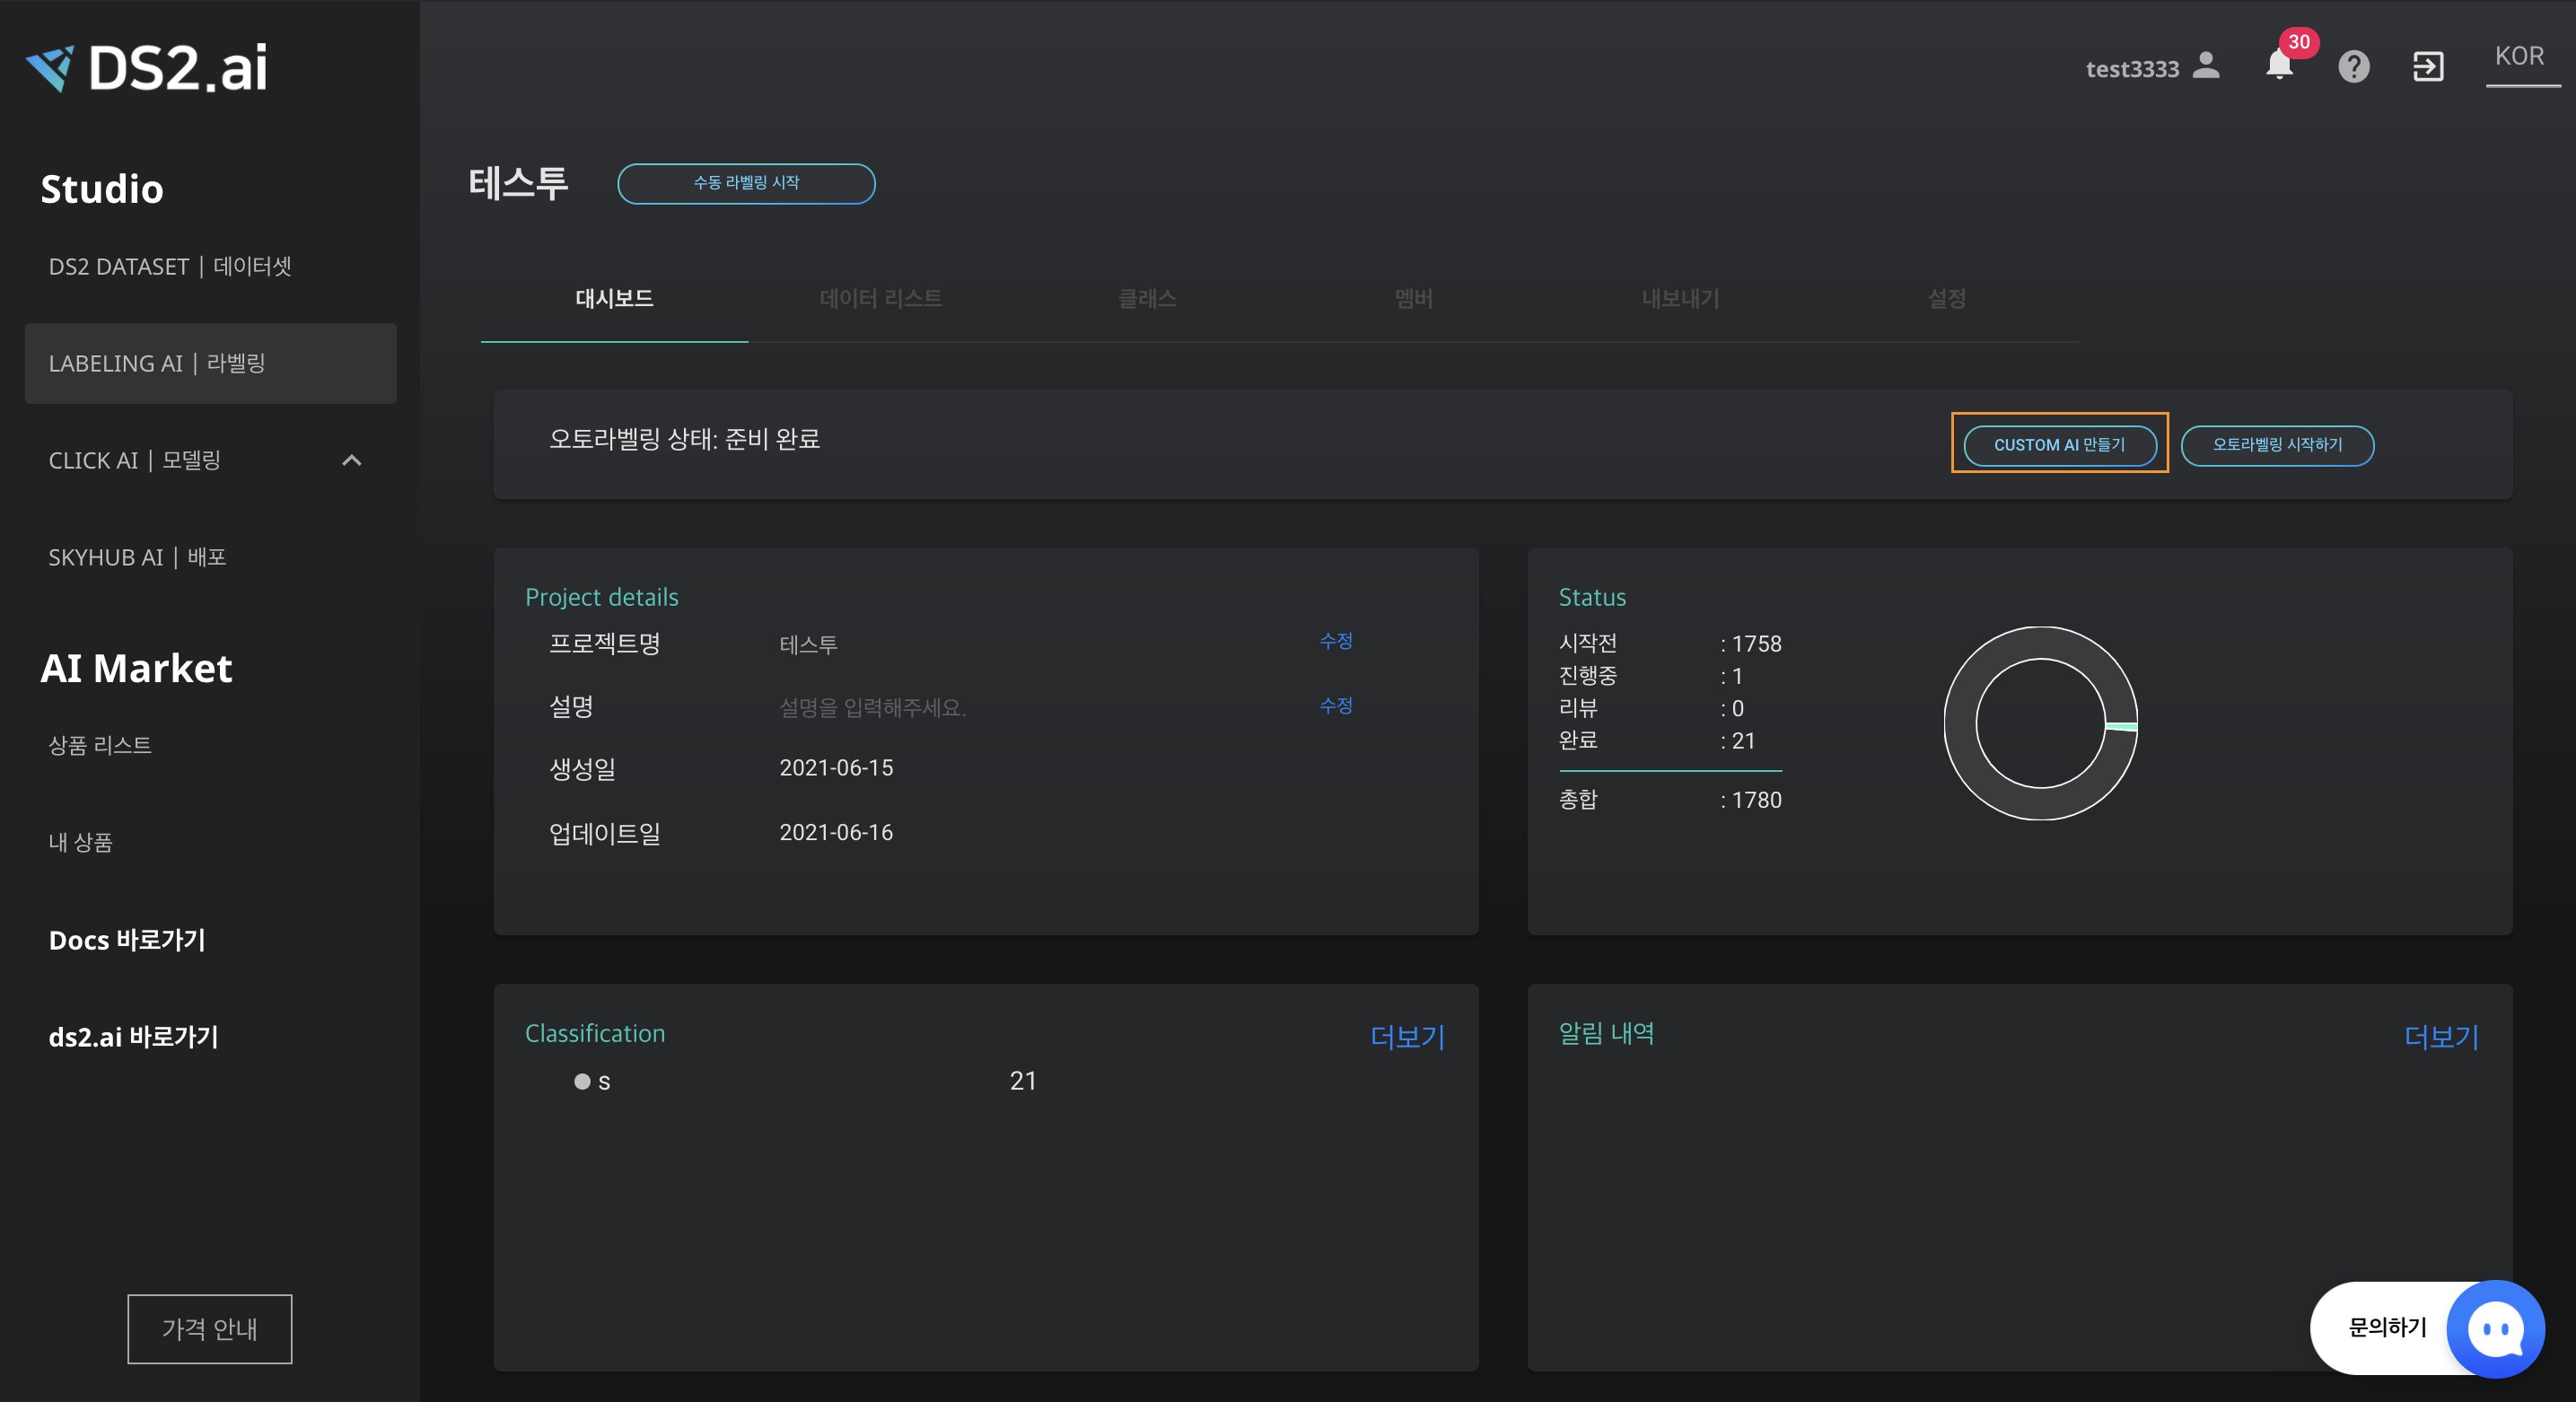 DS2.ai
Studio
DS2 DATASET | 데이터셋
LABELING AI | 라벨링
CLICK AI | 모델링
SKYHUB AI | 배포
AI Market
상품 리스트
내 상품
Docs 바로가기
ds2.ai 바로가기
가격 안내
test3333
30
KOR
테스투
수동 라벨링 시작
대시보드
데이터 리스트
클래스
멤버
내보내기
설정
오토라벨링 상태: 준비 완료
CUSTOM AI 만들기
오토라벨링 시작하기
Project details
프로젝트명 테스투 수정
설명 설명을 입력해주세요. 수정
생성일 2021-06-15
업데이트일 2021-06-16
Status
시작전 : 1758
진행중 : 1
리뷰 : 0
완료 : 21
총합 : 1780
Classification 더보기
s 21
알림 내역 더보기
문의하기